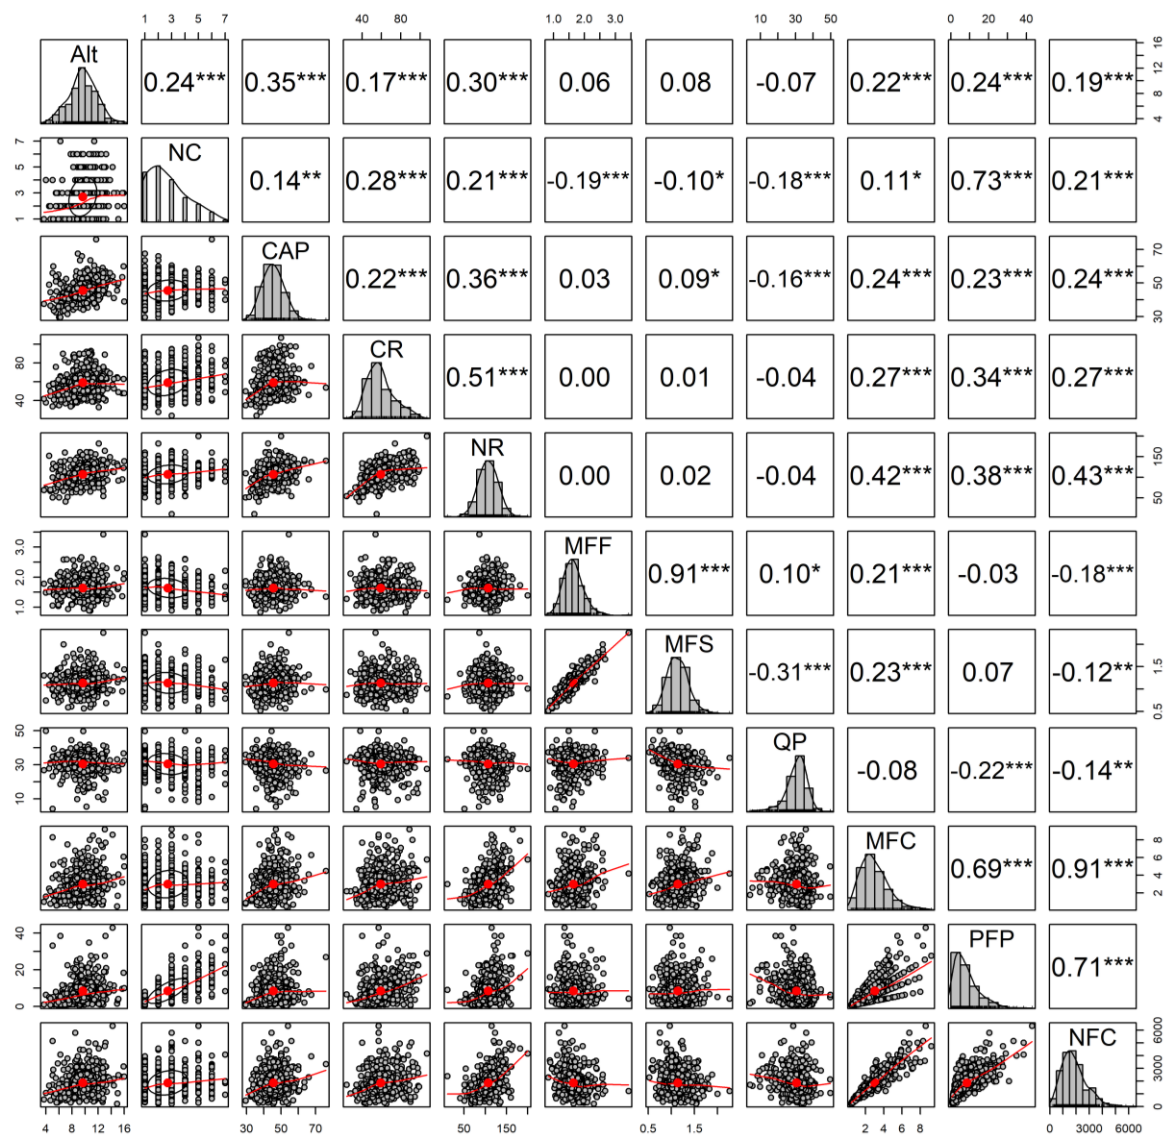 1 3 5 7 40 80 1.0 2.0 3.0 10 30 50 0 20 40
Alt 0.24*** 0.35*** 0.17*** 0.30*** 0.06 0.08 -0.07 0.22*** 0.24*** 0.19*** 4 8 12 16
1 3 5 7 NC 0.14** 0.28*** 0.21*** -0.19*** -0.10* -0.18*** 0.11* 0.73*** 0.21***
CAP 0.22*** 0.36*** 0.03 0.09* -0.16*** 0.24*** 0.23*** 0.24*** 30 50 70
40 80 CR 0.51*** 0.00 0.01 -0.04 0.27*** 0.34*** 0.27***
NR 0.00 0.02 -0.04 0.42*** 0.38*** 0.43*** 50 150
1.0 2.0 3.0 MFF 0.91*** 0.10* 0.21*** -0.03 -0.18***
MFS -0.31*** 0.23*** 0.07 -0.12** 0.5 1.5
10 30 50 QP -0.08 -0.22*** -0.14**
MFC 0.69*** 0.91*** 2 4 6 8
0 20 40 PFP 0.71***
NFC 0 3000 6000
4 8 12 16 30 50 70 50 150 0.5 1.5 2 4 6 8 0 3000 6000